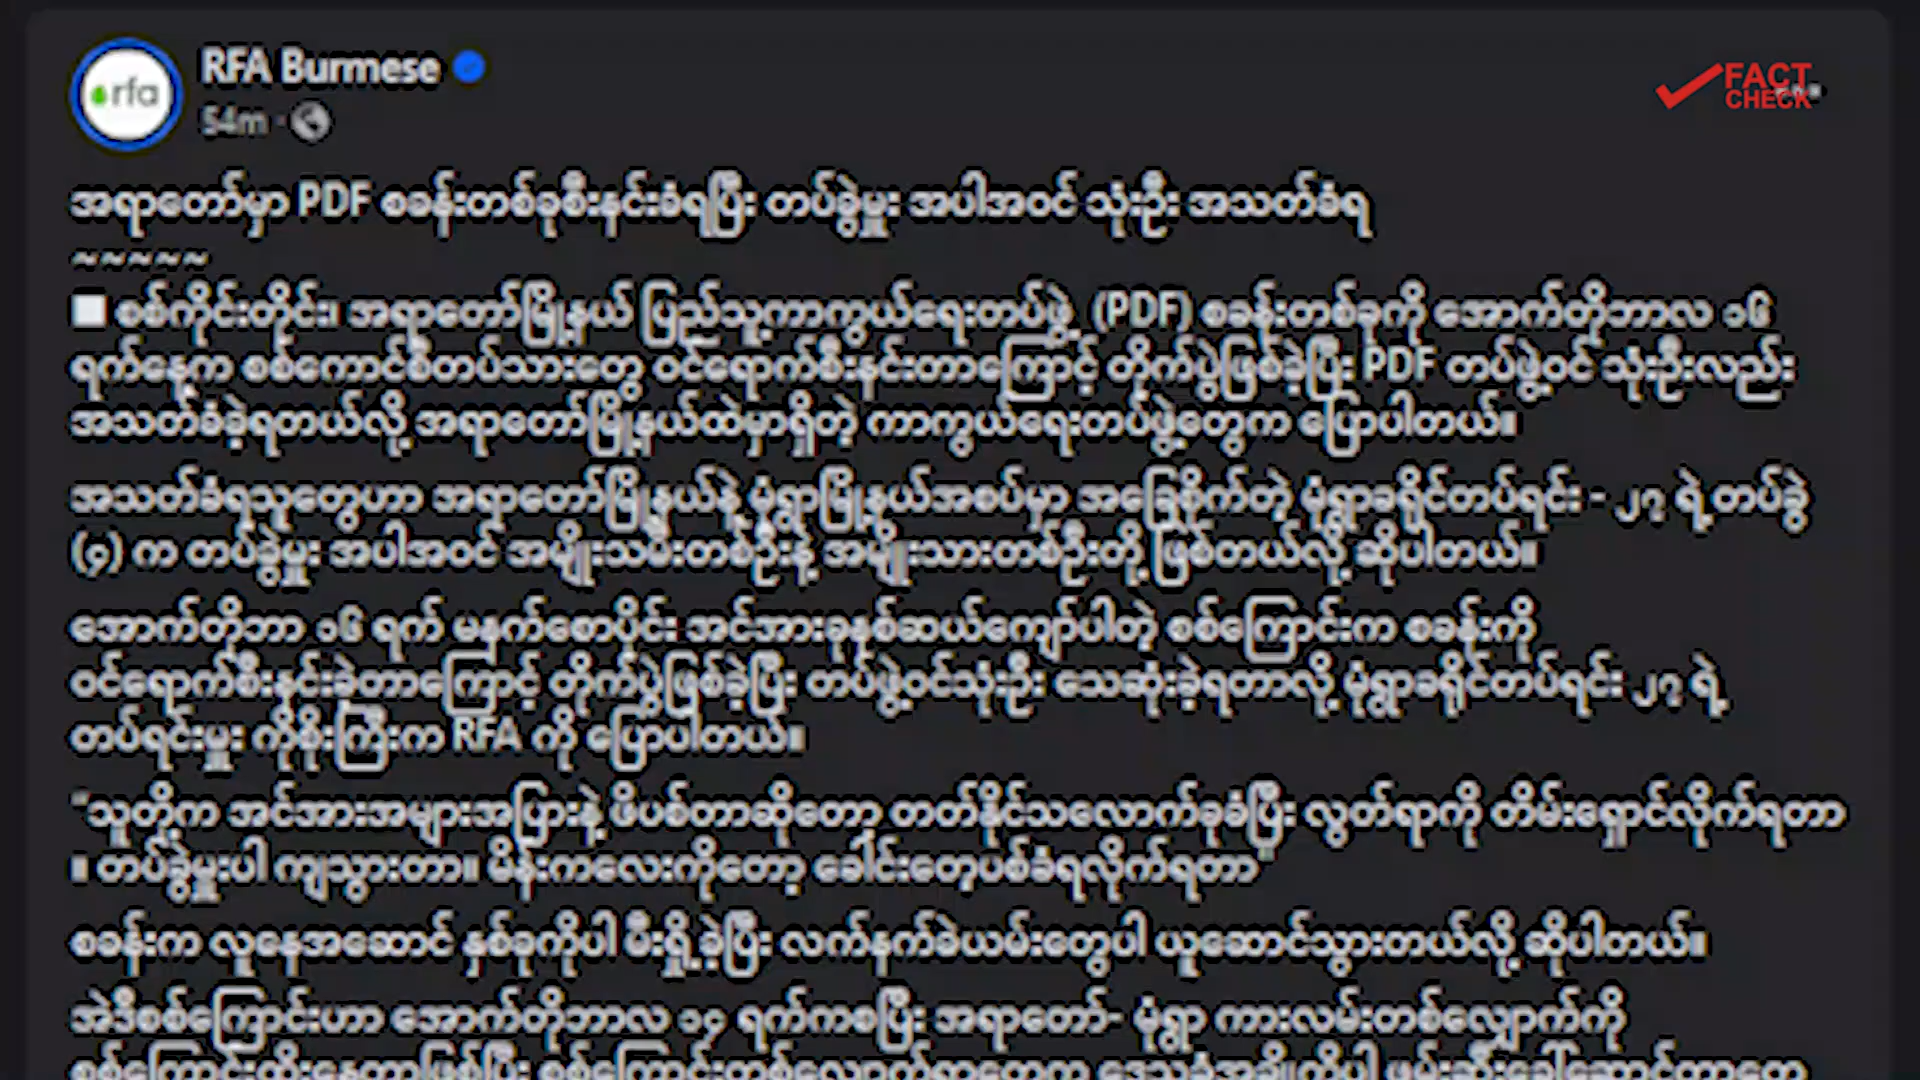 rfa
RFA Burmese
54m
FACT
CHECK
အရာတော်မှာ PDF စခန်းတစ်ခုစီးနင်းခံရပြီး တပ်ခွဲမှူး အပါအဝင် သုံးဦး အသတ်ခံရ
~~~~~
စစ်ကိုင်းတိုင်း၊ အရာတော်မြို့နယ် ပြည်သူ့ကာကွယ်ရေးတပ်ဖွဲ့ (PDF) စခန်းတစ်ခုကို အောက်တိုဘာလ ၁၆
ရက်နေ့က စစ်ကောင်စီတပ်သားတွေ ဝင်ရောက်စီးနင်းတာကြောင့် တိုက်ပွဲဖြစ်ခဲ့ပြီး PDF တပ်ဖွဲ့ဝင် သုံးဦးလည်း
အသတ်ခံခဲ့ရတယ်လို့ အရာတော်မြို့နယ်ထဲမှာရှိတဲ့ ကာကွယ်ရေးတပ်ဖွဲ့တွေက ပြောပါတယ်။
အသတ်ခံရသူတွေဟာ အရာတော်မြို့နယ်နဲ့ မုံရွာမြို့နယ်အစပ်မှာ အခြေစိုက်တဲ့ မုံရွာခရိုင်တပ်ရင်း - ၂၇ ရဲ့ တပ်ခွဲ
(၄) က တပ်ခွဲမှူး အပါအဝင် အမျိုးသမီးတစ်ဦးနဲ့ အမျိုးသားတစ်ဦးတို့ ဖြစ်တယ်လို့ ဆိုပါတယ်။
အောက်တိုဘာ ၁၆ ရက် မနက်စောပိုင်း အင်အားခုနစ်ဆယ်ကျော်ပါတဲ့ စစ်ကြောင်းက စခန်းကို
ဝင်ရောက်စီးနင်းခဲ့တာကြောင့် တိုက်ပွဲဖြစ်ခဲ့ပြီး တပ်ဖွဲ့ဝင်သုံးဦး သေဆုံးခဲ့ရတာလို့ မုံရွာခရိုင်တပ်ရင်း ၂၇ ရဲ့
တပ်ရင်းမှူး ကိုစိုးကြီးက RFA ကို ပြောပါတယ်။
"သူတို့က အင်အားအများအပြားနဲ့ ဖိပစ်တာဆိုတော့ တတ်နိုင်သလောက်ခုခံပြီး လွတ်ရာကို တိမ်းရှောင်လိုက်ရတာ
။ တပ်ခွဲမှူးပါ ကျသွားတာ။ မိန်းကလေးကိုတော့ ခေါင်းတေ့ပစ်ခံရလိုက်ရတာ"
စခန်းက လူနေအဆောင် နှစ်ခုကိုပါ မီးရှို့ခဲ့ပြီး လက်နက်ခဲယမ်းတွေပါ ယူဆောင်သွားတယ်လို့ ဆိုပါတယ်။
အဲဒီစစ်ကြောင်းဟာ အောက်တိုဘာလ ၁၄ ရက်ကစပြီး အရာတော်- မုံရွာ ကားလမ်းတစ်လျှောက်ကို
စစ်ကြောင်းထိုးနေတာဖြစ်ပြီး စစ်ကြောင်းတစ်လျှောက်